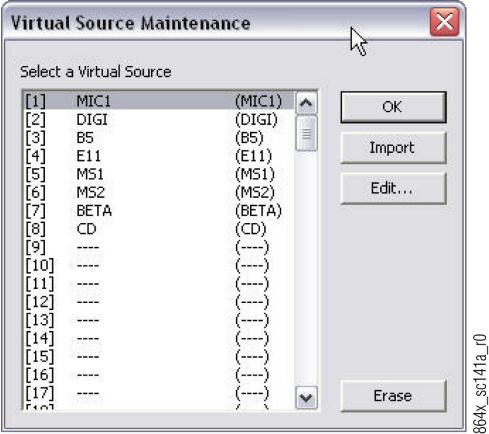 Virtual Source Maintenance
Select a Virtual Source
[1] MIC1 (MIC1)
[2] DIGI (DIGI)
[3] B5 (B5)
[4] E11 (E11)
[5] MS1 (MS1)
[6] MS2 (MS2)
[7] BETA (BETA)
[8] CD (CD)
[9] ---- (----)
[10] ---- (----)
[11] ---- (----)
[12] ---- (----)
[13] ---- (----)
[14] ---- (----)
[15] ---- (----)
[16] ---- (----)
[17] ---- (----)
OK
Import
Edit...
Erase
864x_sc141a_r0